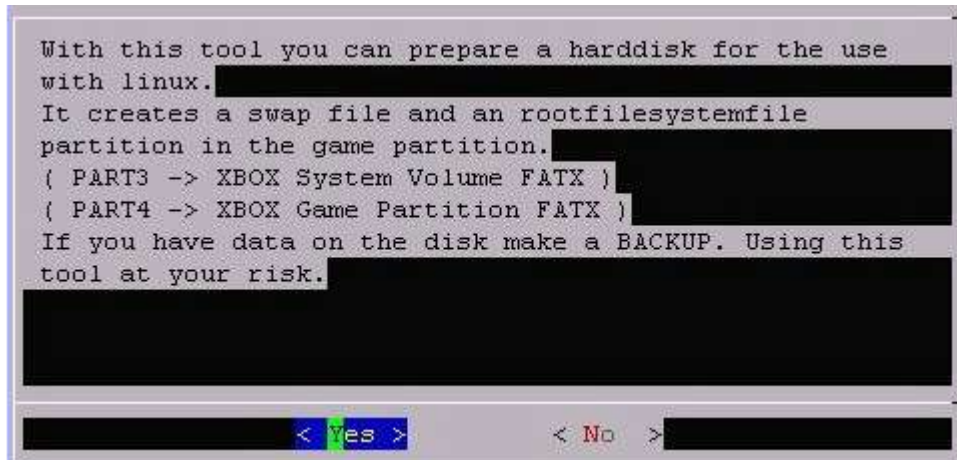 With this tool you can prepare a harddisk for the use
with linux.
It creates a swap file and an rootfilesystemfile
partition in the game partition.
( PART3 -> XBOX System Volume FATX )
( PART4 -> XBOX Game Partition FATX )
If you have data on the disk make a BACKUP. Using this
tool at your risk.
< Yes > < No >